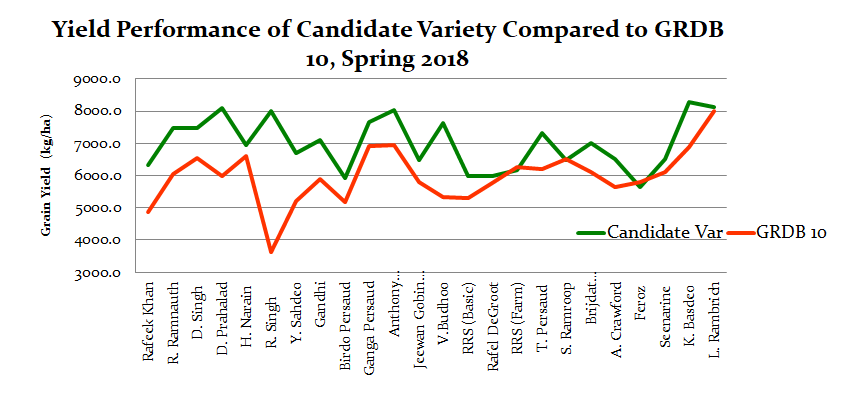 Yield Performance of Candidate Variety Compared to GRDB
10, Spring 2018
Grain Yield (kg/ha)
9000.0
8000.0
7000.0
6000.0
5000.0
4000.0
3000.0
Candidate Var
GRDB 10
Rafeek Khan
R. Ramnauth
D. Singh
D. Prahalad
H. Narain
R. Singh
Y. Sahdeo
Gandhi
Birdo Persaud
Ganga Persaud
Anthony...
Jeewan Gobin...
V.Budhoo
RRS (Basic)
Rafel DeGroot
RRS (Farm)
T. Persaud
S. Ramroop
Brijdat...
A. Crawford
Feroz
Seenarine
K. Basdeo
L. Rambrich